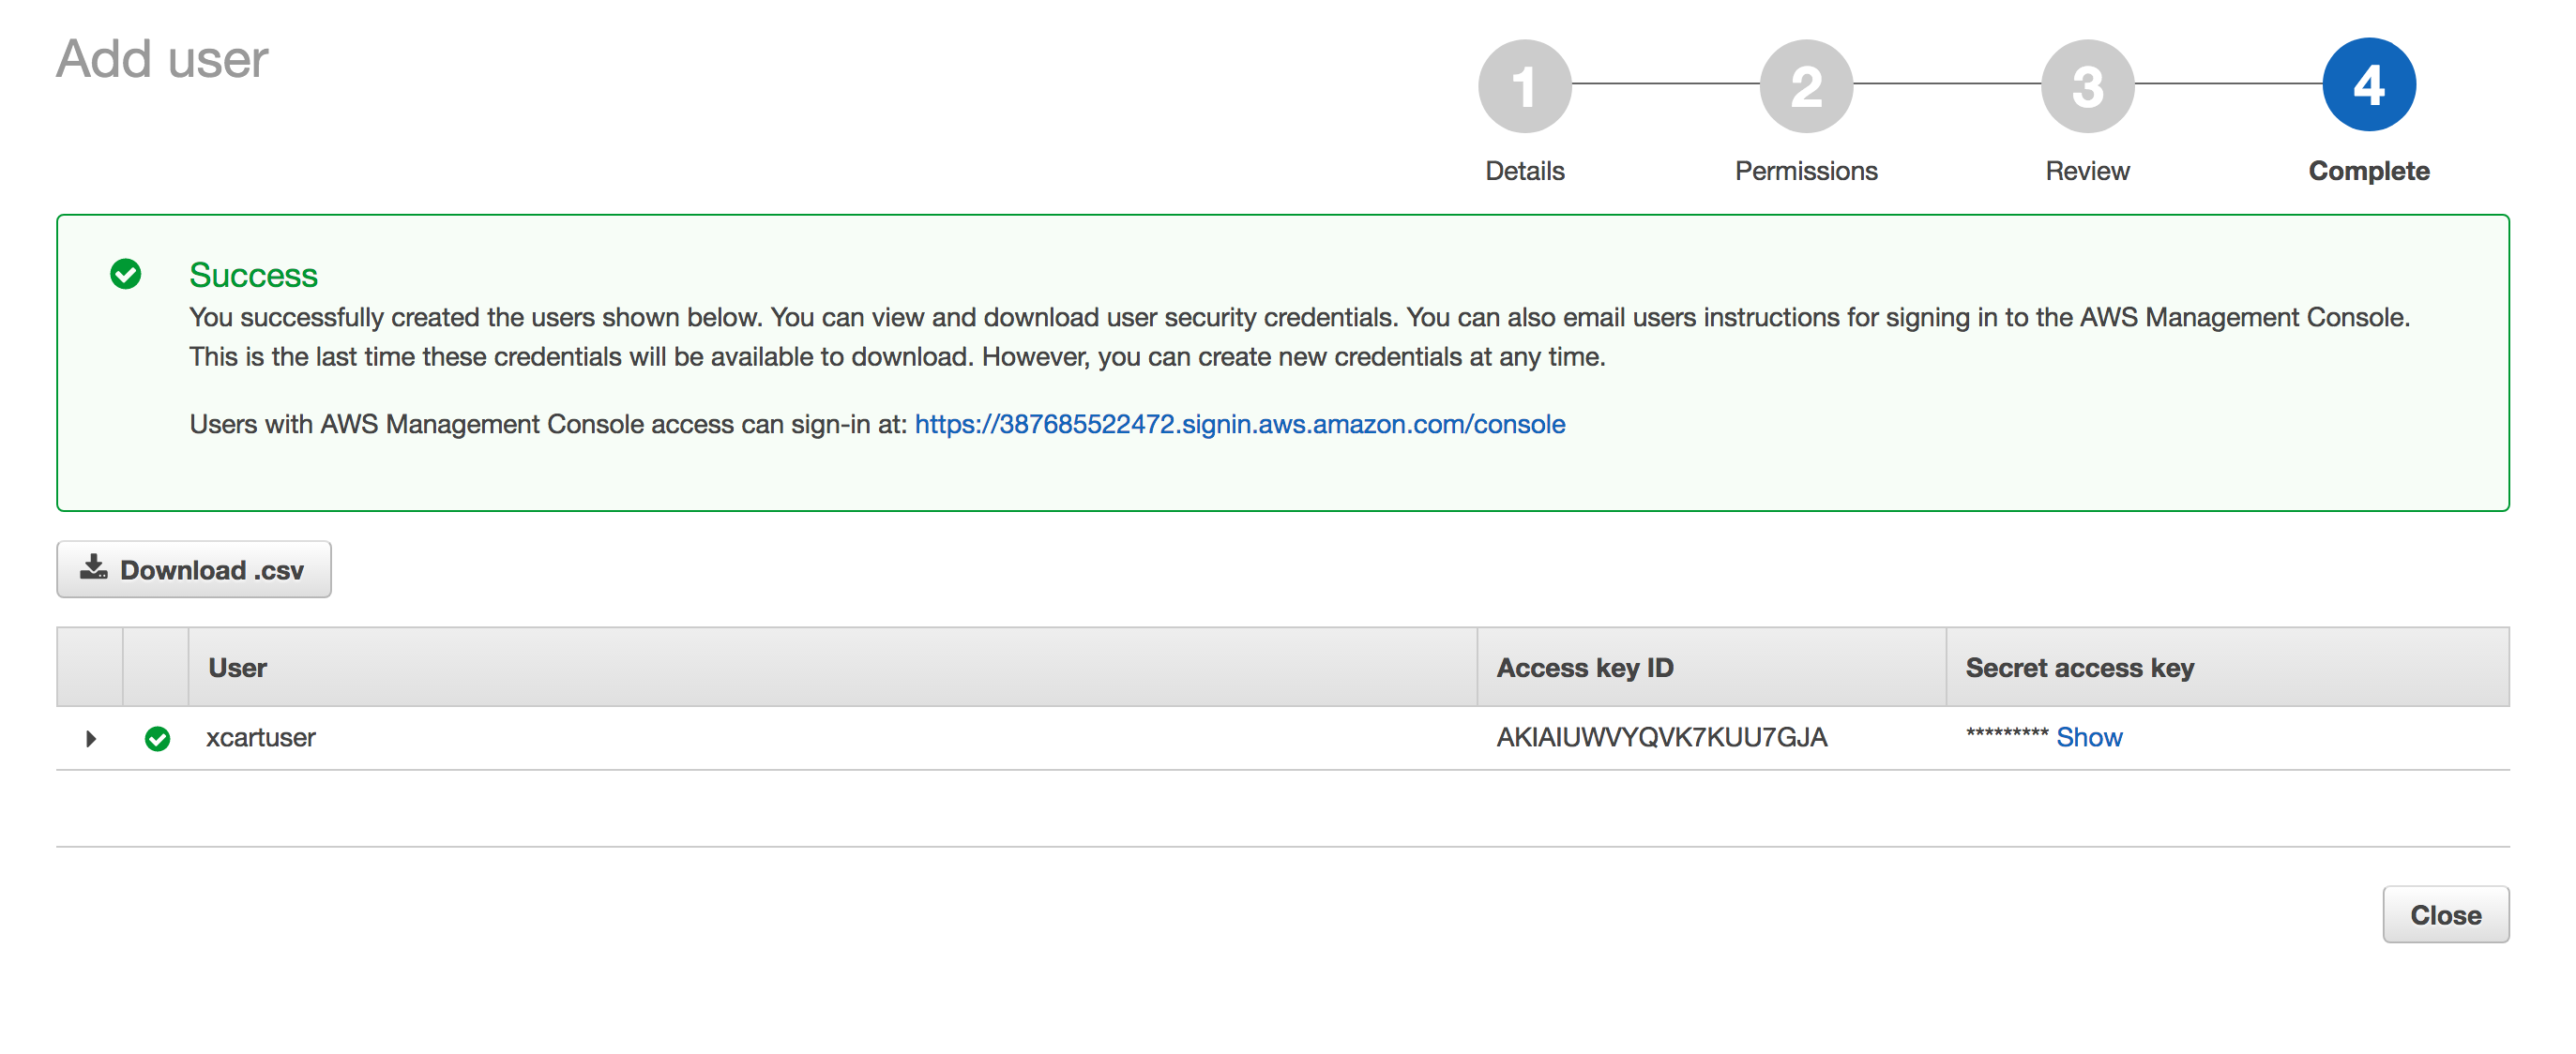 Add user
1
2
3
4
Details
Permissions
Review
Complete
Success
You successfully created the users shown below. You can view and download user security credentials. You can also email users instructions for signing in to the AWS Management Console.
This is the last time these credentials will be available to download. However, you can create new credentials at any time.
Users with AWS Management Console access can sign-in at: https://387685522472.signin.aws.amazon.com/console
Download .csv
User
Access key ID
Secret access key
xcartuser
AKIAIUWVYQVK7KUU7GJA
********* Show
Close